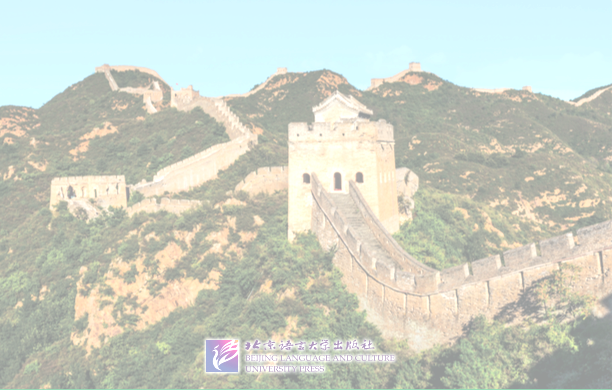 北京语言大学出版社
BEIJING LANGUAGE AND CULTURE
UNIVERSITY PRESS